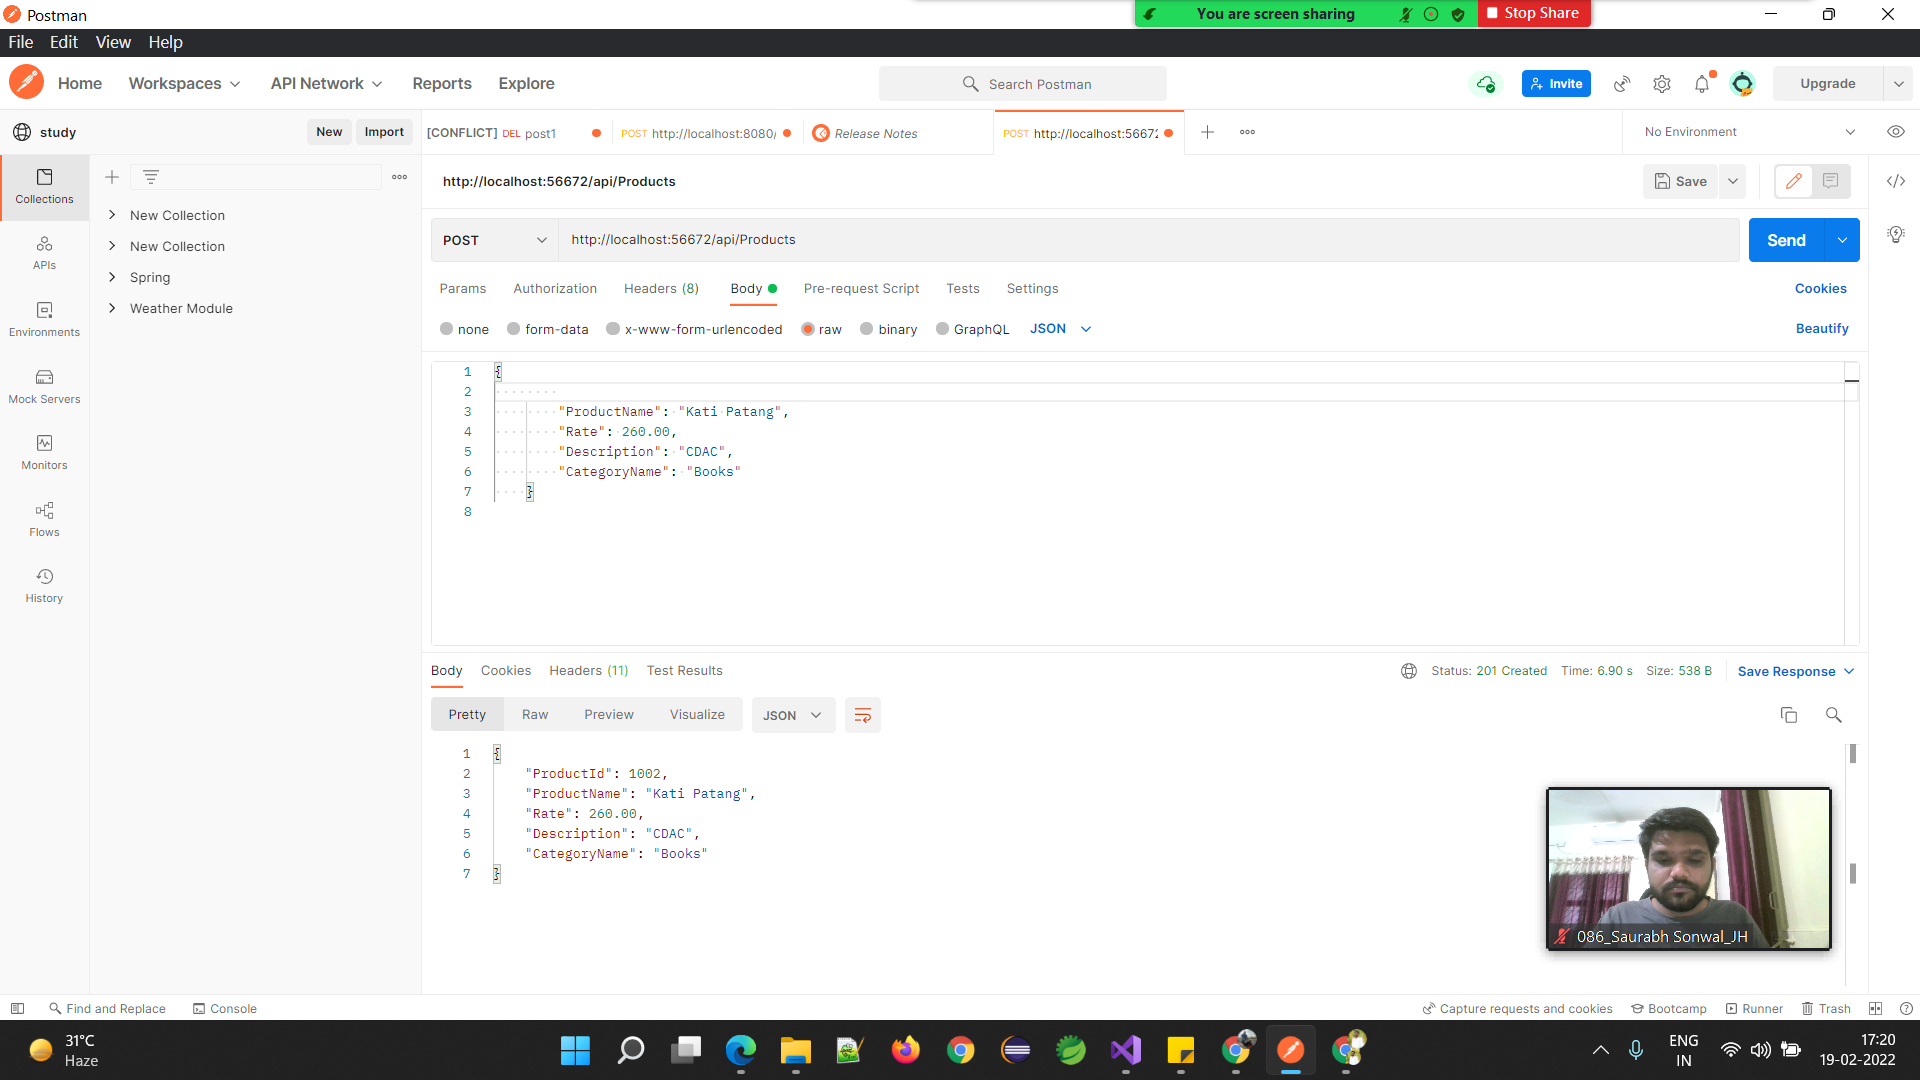 Postman
You are screen sharing
Stop Share
File Edit View Help
Home Workspaces API Network Reports Explore
Search Postman
Invite
Upgrade
study
New Import
[CONFLICT] DEL post1
POST http://localhost:8080/
Release Notes
POST http://localhost:56672
No Environment
Collections
APIs
Environments
Mock Servers
Monitors
Flows
History
New Collection
New Collection
Spring
Weather Module
http://localhost:56672/api/Products
Save
POST http://localhost:56672/api/Products
Send
Params Authorization Headers (8) Body Pre-request Script Tests Settings
Cookies
none form-data x-www-form-urlencoded raw binary GraphQL JSON
Beautify
1 {
2
3 "ProductName": "Kati Patang",
4 "Rate": 260.00,
5 "Description": "CDAC",
6 "CategoryName": "Books"
7 }
8
Body Cookies Headers (11) Test Results
Status: 201 Created Time: 6.90 s Size: 538 B
Save Response
Pretty Raw Preview Visualize JSON
1 {
2 "ProductId": 1002,
3 "ProductName": "Kati Patang",
4 "Rate": 260.00,
5 "Description": "CDAC",
6 "CategoryName": "Books"
7 }
086_Saurabh Sonwal_JH
Find and Replace Console
Capture requests and cookies Bootcamp Runner Trash
31°C
Haze
ENG
IN
17:20
19-02-2022